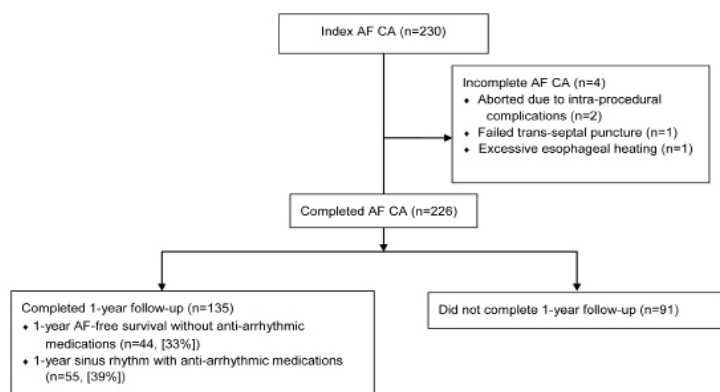 Index AF CA (n=230)
Incomplete AF CA (n=4)
♦ Aborted due to intra-procedural
complications (n=2)
♦ Failed trans-septal puncture (n=1)
♦ Excessive esophageal heating (n=1)
Completed AF CA (n=226)
Completed 1-year follow-up (n=135)
♦ 1-year AF-free survival without anti-arrhythmic
medications (n=44, [33%])
♦ 1-year sinus rhythm with anti-arrhythmic medications
(n=55, [39%])
Did not complete 1-year follow-up (n=91)